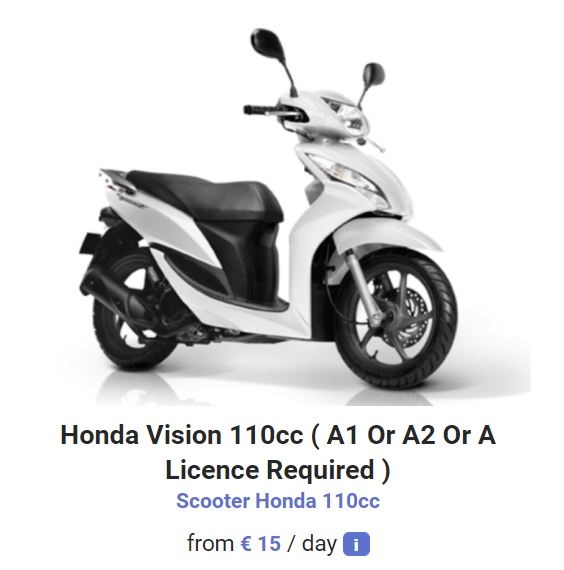 Honda Vision 110cc ( A1 Or A2 Or A
Licence Required )
Scooter Honda 110cc
from € 15 / day i